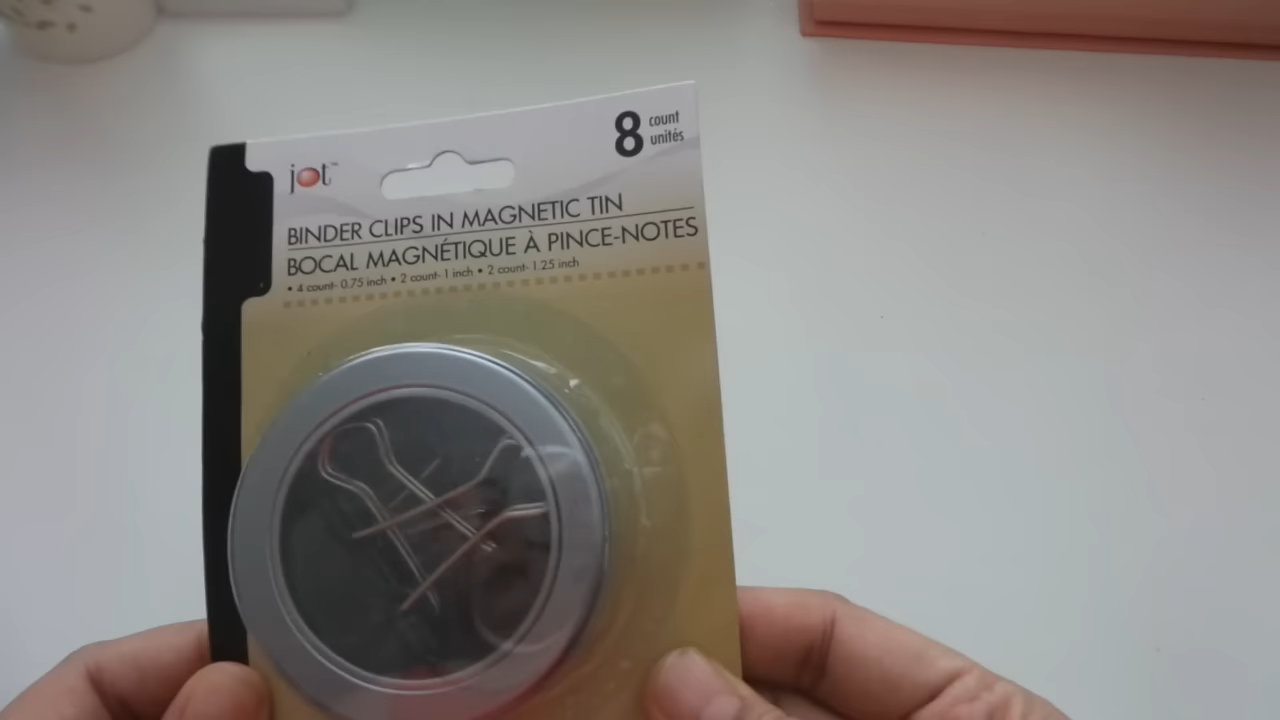 jot™
8 count
unités
BINDER CLIPS IN MAGNETIC TIN
BOCAL MAGNÉTIQUE À PINCE-NOTES
• 4 count- 0.75 inch • 2 count- 1 inch • 2 count- 1.25 inch